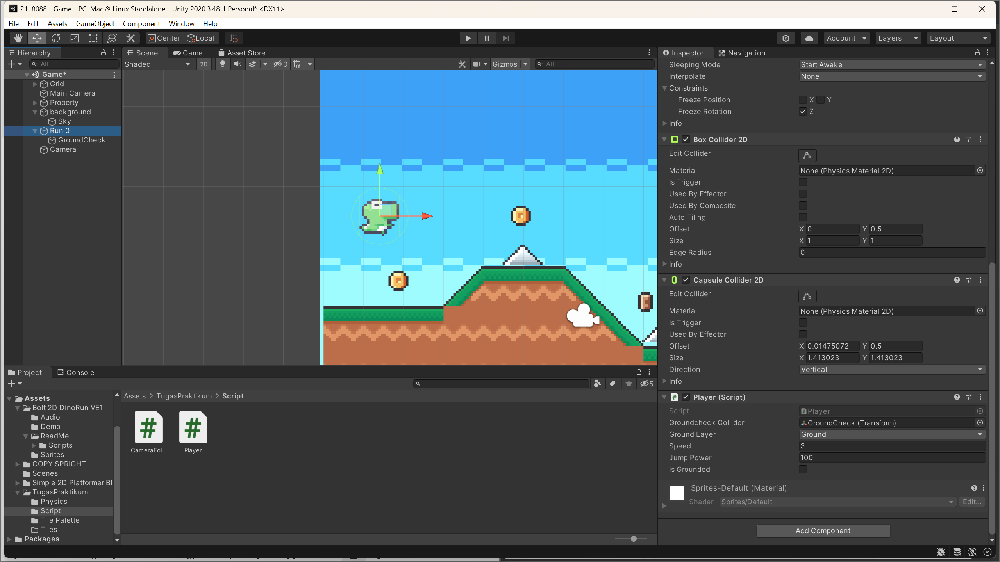 2118088 - Game - PC, Mac & Linux Standalone - Unity 2020.3.48f1 Personal* <DX11>
File Edit Assets GameObject Component Window Help
Center Local Account Layers Layout
Hierarchy
All
Game*
Grid
Main Camera
Property
background
Sky
Run 0
GroundCheck
Camera
Scene Game Asset Store
Shaded 2D 0 Gizmos All
Inspector Navigation
Sleeping Mode Start Awake
Interpolate None
Constraints
Freeze Position X Y
Freeze Rotation Z
Info
Box Collider 2D
Edit Collider
Material None (Physics Material 2D)
Is Trigger
Used By Effector
Used By Composite
Auto Tiling
Offset X 0 Y 0.5
Size X 1 Y 1
Edge Radius 0
Info
Capsule Collider 2D
Edit Collider
Material None (Physics Material 2D)
Is Trigger
Used By Effector
Offset X 0.01475072 Y 0.5
Size X 1.413023 Y 1.413023
Direction Vertical
Info
Player (Script)
Script Player
Groundcheck Collider GroundCheck (Transform)
Ground Layer Ground
Speed 3
Jump Power 100
Is Grounded
Sprites-Default (Material)
Shader Sprites/Default Edit...
Add Component
Project Console
5
Assets
Bolt 2D DinoRun VE1
Audio
Demo
ReadMe
Scripts
Sprites
COPY SPRIGHT
Scenes
Simple 2D Platformer BE
TugasPraktikum
Physics
Script
Tile Palette
Tiles
Packages
Assets > TugasPraktikum > Script
CameraFol... Player